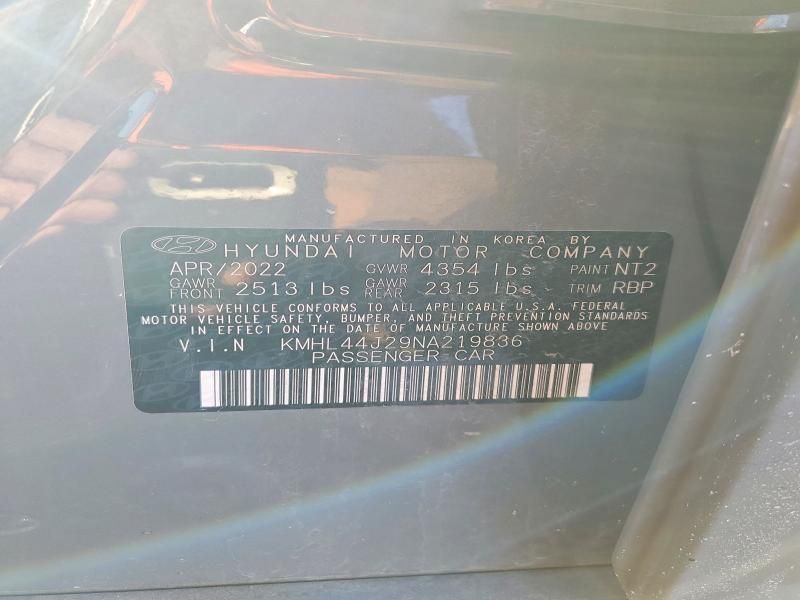 MANUFACTURED IN KOREA BY
HYUNDAI MOTOR COMPANY
APR/2022 GVWR 4354 lbs PAINT NT2
GAWR FRONT 2513 lbs GAWR REAR 2315 lbs TRIM RBP
THIS VEHICLE CONFORMS TO ALL APPLICABLE U.S.A. FEDERAL
MOTOR VEHICLE SAFETY, BUMPER, AND THEFT PREVENTION STANDARDS
IN EFFECT ON THE DATE OF MANUFACTURE SHOWN ABOVE
V.I.N KMHL44J29NA219836
PASSENGER CAR